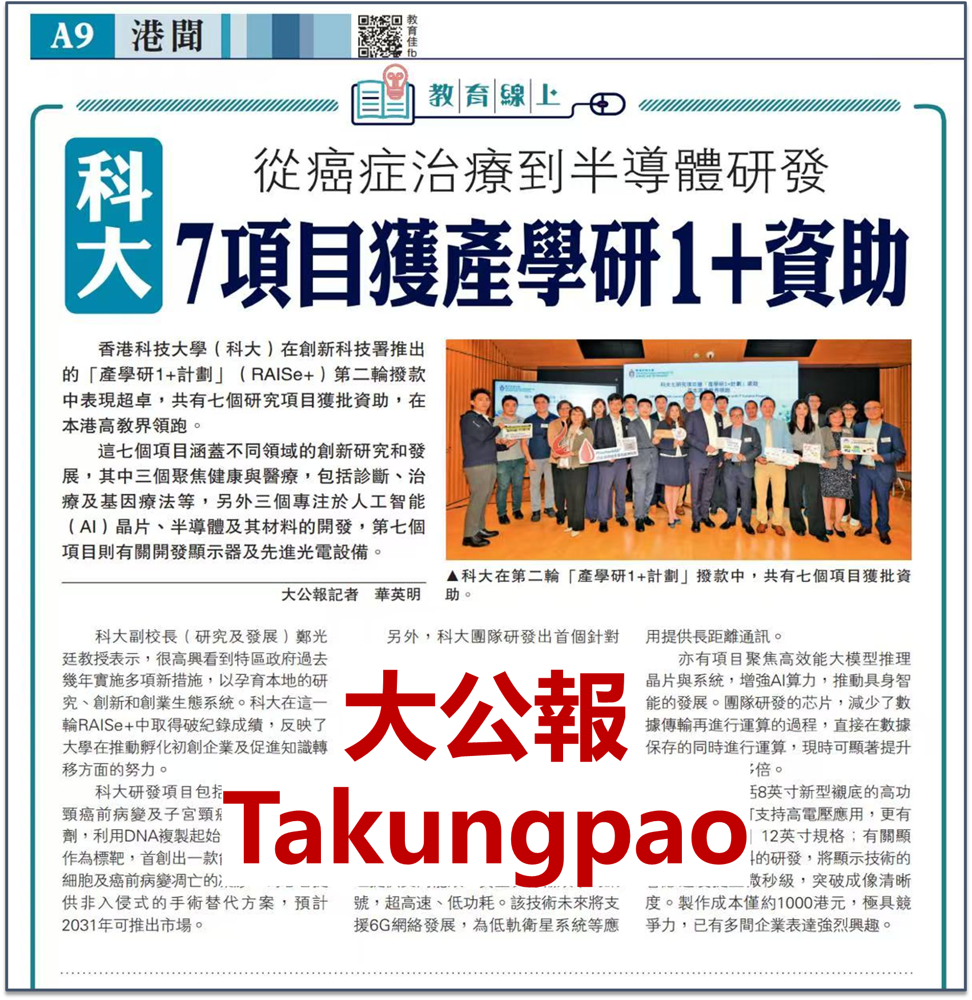 A9 港聞
教育佳fb
教育線上
科大
從癌症治療到半導體研發
7項目獲產學研1+資助
香港科技大學（科大）在創新科技署推出
的「產學研1+計劃」（RAISe+）第二輪撥款
中表現超卓，共有七個研究項目獲批資助，在
本港高教界領跑。
這七個項目涵蓋不同領域的創新研究和發
展，其中三個聚焦健康與醫療，包括診斷、治
療及基因療法等，另外三個專注於人工智能
（AI）晶片、半導體及其材料的開發，第七個
項目則有關開發顯示器及先進光電設備。
大公報記者　華英明
▲科大在第二輪「產學研1+計劃」撥款中，共有七個項目獲批資
助。
科大副校長（研究及發展）鄭光
廷教授表示，很高興看到特區政府過去
幾年實施多項新措施，以孕育本地的研
究、創新和創業生態系統。科大在這一
輪RAISe+中取得破紀錄成績，反映了
大學在推動孵化初創企業及促進知識轉
移方面的努力。
科大研發項目包括
頸癌前病變及子宮頸癌
劑，利用DNA複製起始
作為標靶，首創出一款
細胞及癌前病變凋亡的
供非入侵式的手術替代方案，預計
2031年可推出市場。
另外，科大團隊研發出首個針對
大公報
Takungpao
號，超高速、低功耗。該技術未來將支
援6G網絡發展，為低軌衛星系統等應
用提供長距離通訊。
亦有項目聚焦高效能大模型推理
晶片與系統，增強AI算力，推動具身智
能的發展。團隊研發的芯片，減少了數
據傳輸再進行運算的過程，直接在數據
保存的同時進行運算，現時可顯著提升
倍。
8英寸新型襯底的高功
支持高電壓應用，更有
12英寸規格；有關顯
的研發，將顯示技術的
微秒級，突破成像清晰
度。製作成本僅約1000港元，極具競
爭力，已有多間企業表達強烈興趣。